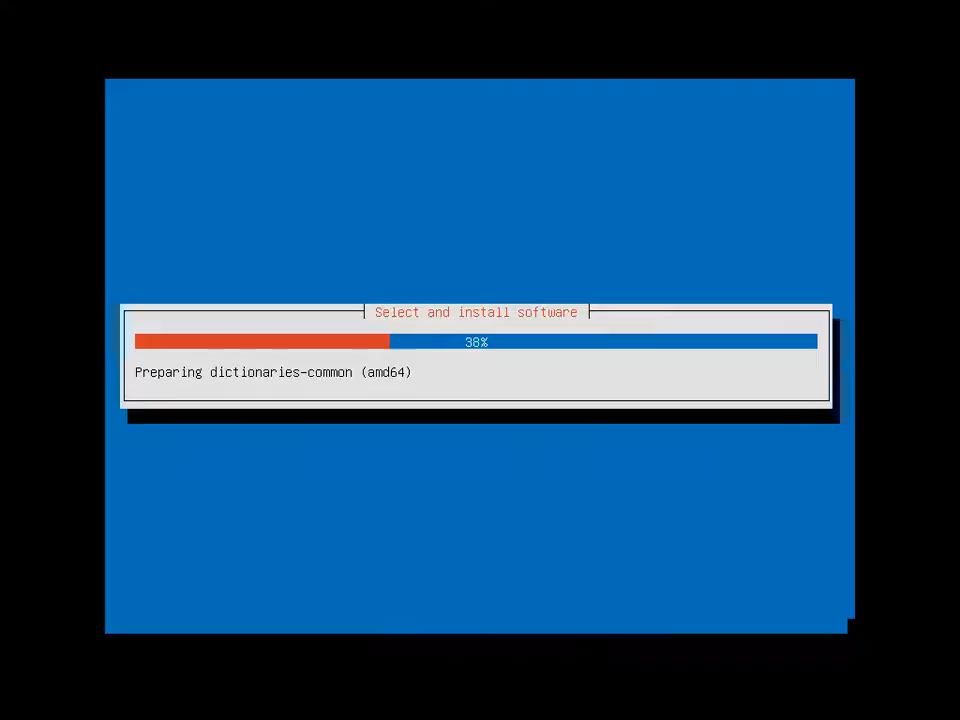 Select and install software
38%
Preparing dictionaries-common (amd64)